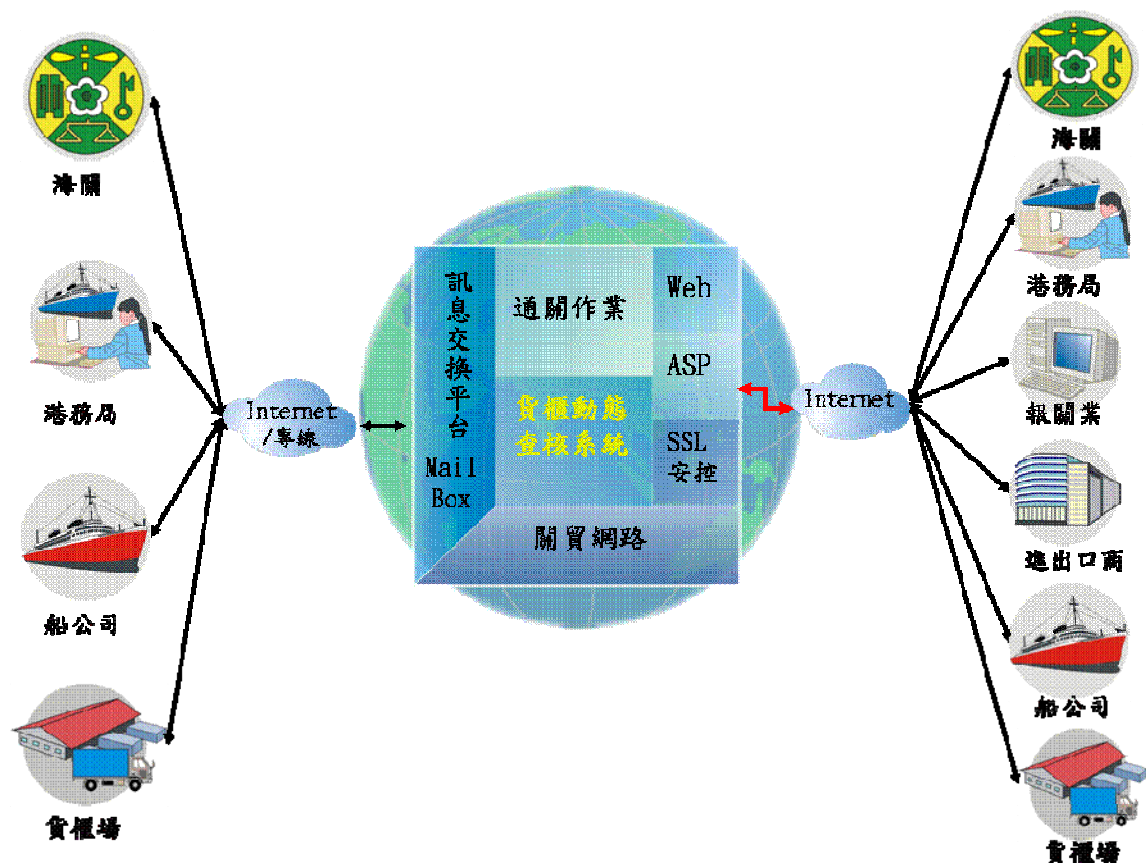 海關
港務局
船公司
貨櫃場
Internet
/專線
訊息交換平台
Mail
Box
通關作業
貨櫃動態
查核系統
Web
ASP
SSL
安控
關貿網路
Internet
海關
港務局
報關業
進出口商
船公司
貨櫃場